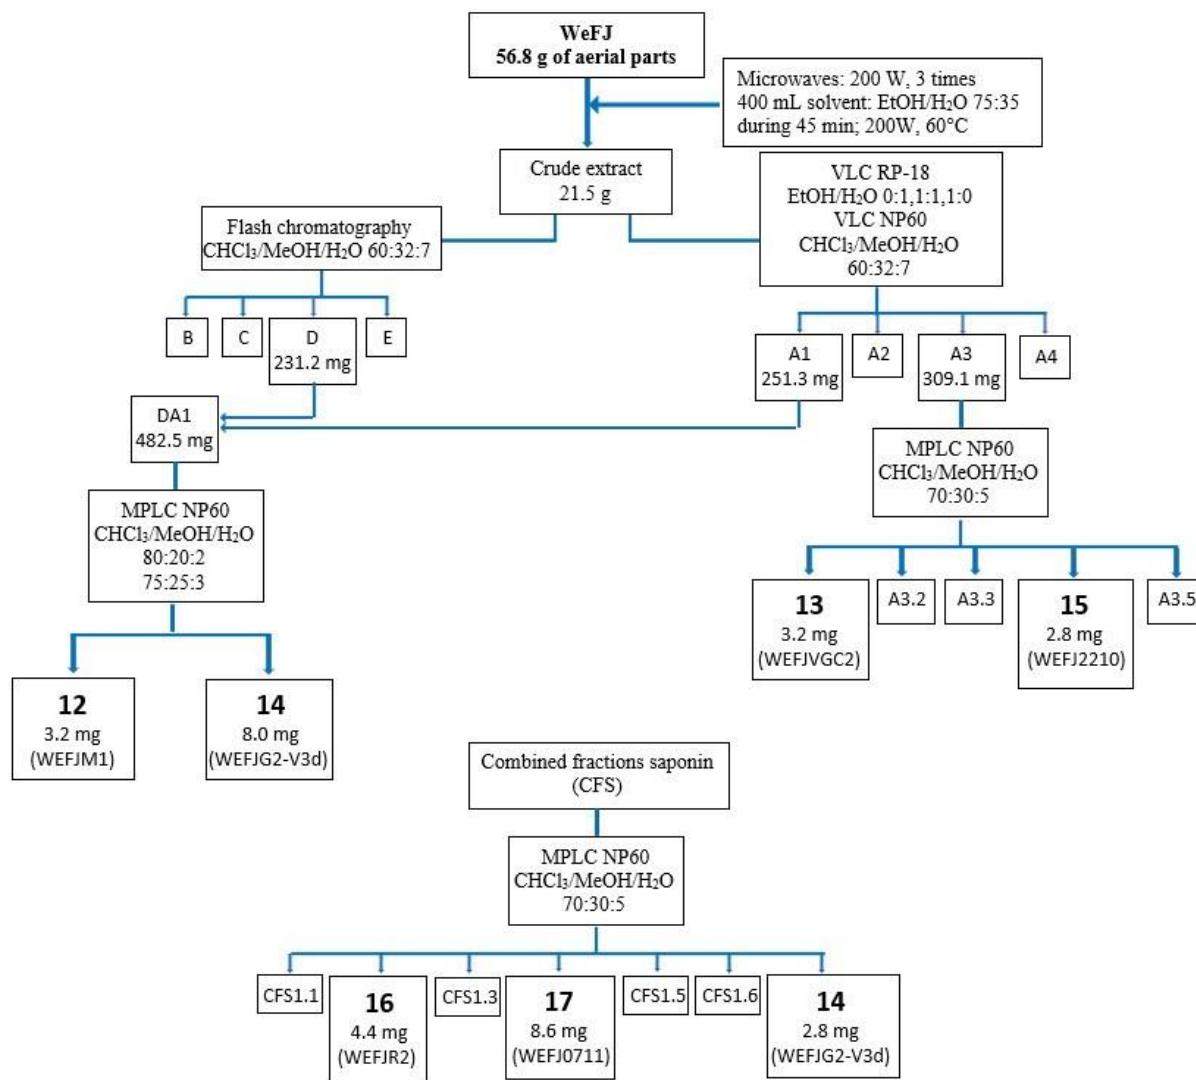 WeFJ
56.8 g of aerial parts
Microwaves: 200 W, 3 times
400 mL solvent: EtOH/H₂O 75:35
during 45 min; 200W, 60°C
Crude extract
21.5 g
VLC RP-18
EtOH/H₂O 0:1,1:1,1:0
VLC NP60
CHCl₃/MeOH/H₂O
60:32:7
Flash chromatography
CHCl₃/MeOH/H₂O 60:32:7
B
C
D
231.2 mg
E
A1
251.3 mg
A2
A3
309.1 mg
A4
DA1
482.5 mg
MPLC NP60
CHCl₃/MeOH/H₂O
70:30:5
MPLC NP60
CHCl₃/MeOH/H₂O
80:20:2
75:25:3
13
3.2 mg
(WEFJVGC2)
A3.2
A3.3
15
2.8 mg
(WEFJ2210)
A3.5
12
3.2 mg
(WEFJM1)
14
8.0 mg
(WEFJG2-V3d)
Combined fractions saponin
(CFS)
MPLC NP60
CHCl₃/MeOH/H₂O
70:30:5
CFS1.1
16
4.4 mg
(WEFJR2)
CFS1.3
17
8.6 mg
(WEFJ0711)
CFS1.5
CFS1.6
14
2.8 mg
(WEFJG2-V3d)